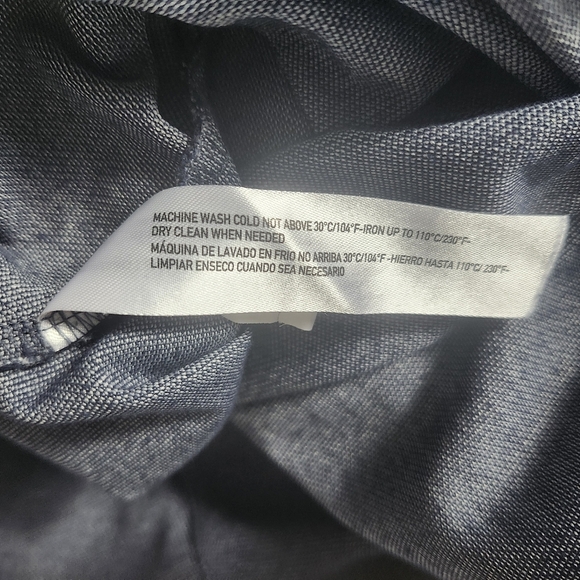 MACHINE WASH COLD NOT ABOVE 30°C/104°F-IRON UP TO 110°C/230°F-
DRY CLEAN WHEN NEEDED
MÁQUINA DE LAVADO EN FRIO NO ARRIBA 30°C/104°F -HIERRO HASTA 110°C/ 230°F-
LIMPIAR ENSECO CUANDO SEA NECESARIO